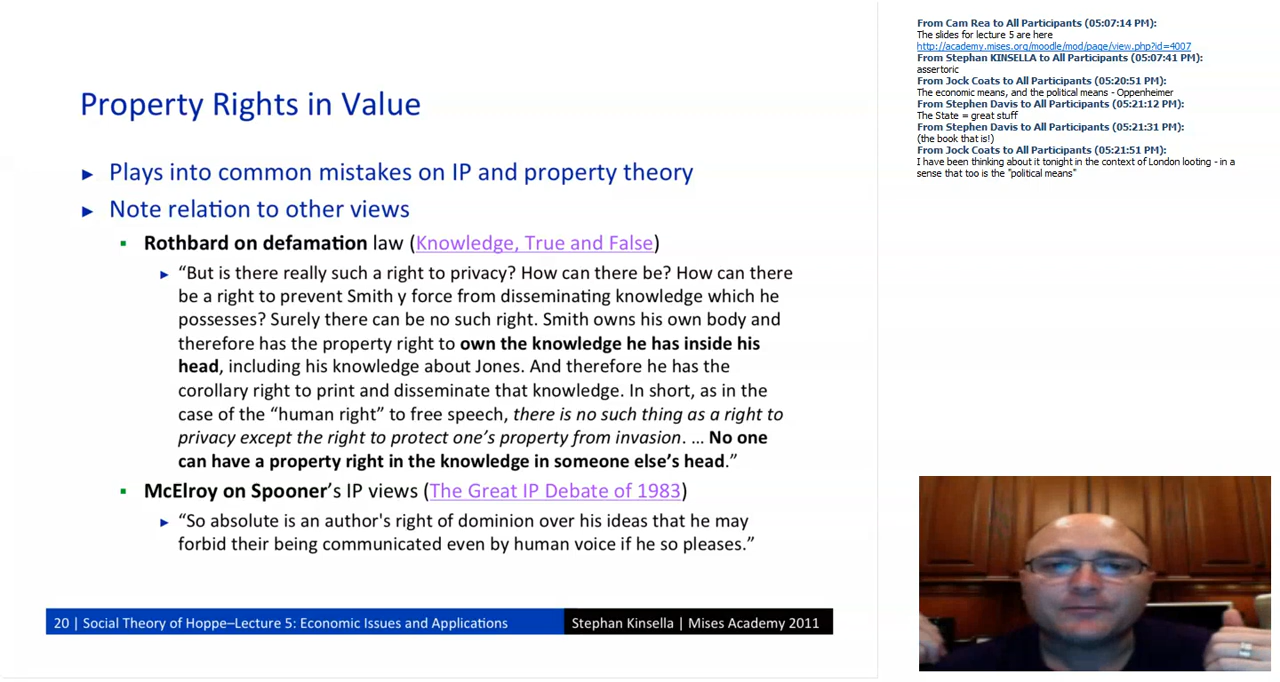 Property Rights in Value
► Plays into common mistakes on IP and property theory
► Note relation to other views
▪ Rothbard on defamation law (Knowledge, True and False)
► “But is there really such a right to privacy? How can there be? How can there
be a right to prevent Smith y force from disseminating knowledge which he
possesses? Surely there can be no such right. Smith owns his own body and
therefore has the property right to own the knowledge he has inside his
head, including his knowledge about Jones. And therefore he has the
corollary right to print and disseminate that knowledge. In short, as in the
case of the “human right” to free speech, there is no such thing as a right to
privacy except the right to protect one’s property from invasion. … No one
can have a property right in the knowledge in someone else’s head.”
▪ McElroy on Spooner’s IP views (The Great IP Debate of 1983)
► “So absolute is an author's right of dominion over his ideas that he may
forbid their being communicated even by human voice if he so pleases.”
20 | Social Theory of Hoppe–Lecture 5: Economic Issues and Applications
Stephan Kinsella | Mises Academy 2011
From Cam Rea to All Participants (05:07:14 PM):
The slides for lecture 5 are here
http://academy.mises.org/moodle/mod/page/view.php?id=4007
From Stephan KINSELLA to All Participants (05:07:41 PM):
assertoric
From Jock Coats to All Participants (05:20:51 PM):
The economic means, and the political means - Oppenheimer
From Stephen Davis to All Participants (05:21:12 PM):
The State = great stuff
From Stephen Davis to All Participants (05:21:31 PM):
(the book that is!)
From Jock Coats to All Participants (05:21:51 PM):
I have been thinking about it tonight in the context of London looting - in a
sense that too is the "political means"